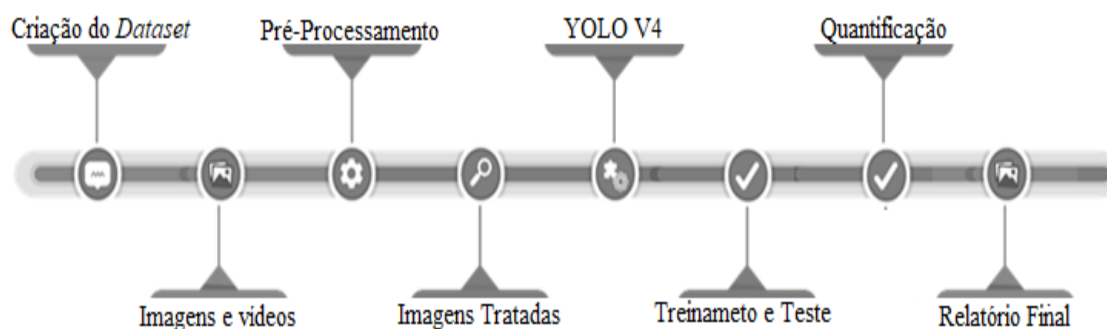 Criação do Dataset
Pré-Processamento
YOLO V4
Quantificação
Imagens e videos
Imagens Tratadas
Treinameto e Teste
Relatório Final